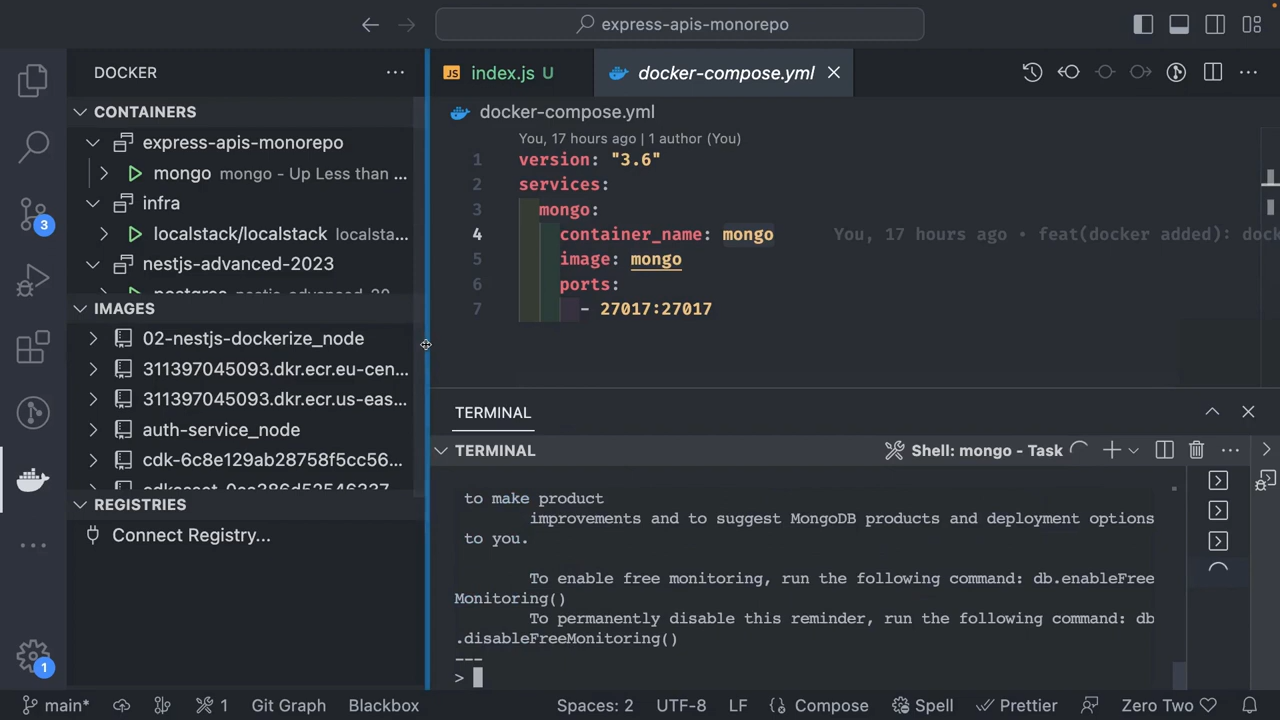 express-apis-monorepo
DOCKER
CONTAINERS
express-apis-monorepo
mongo mongo - Up Less than ...
infra
localstack/localstack localsta...
nestjs-advanced-2023
IMAGES
02-nestjs-dockerize_node
311397045093.dkr.ecr.eu-cen...
311397045093.dkr.ecr.us-eas...
auth-service_node
cdk-6c8e129ab28758f5cc56...
REGISTRIES
Connect Registry...
3
1
JS index.js U
docker-compose.yml
docker-compose.yml
You, 17 hours ago | 1 author (You)
1 version: "3.6"
2 services:
3 mongo:
4 container_name: mongo You, 17 hours ago • feat(docker added): dock
5 image: mongo
6 ports:
7 - 27017:27017
TERMINAL
TERMINAL
Shell: mongo - Task
to make product
improvements and to suggest MongoDB products and deployment options
to you.
To enable free monitoring, run the following command: db.enableFree
Monitoring()
To permanently disable this reminder, run the following command: db
.disableFreeMonitoring()
---
>
main* 1 Git Graph Blackbox Spaces: 2 UTF-8 LF {} Compose Spell Prettier Zero Two